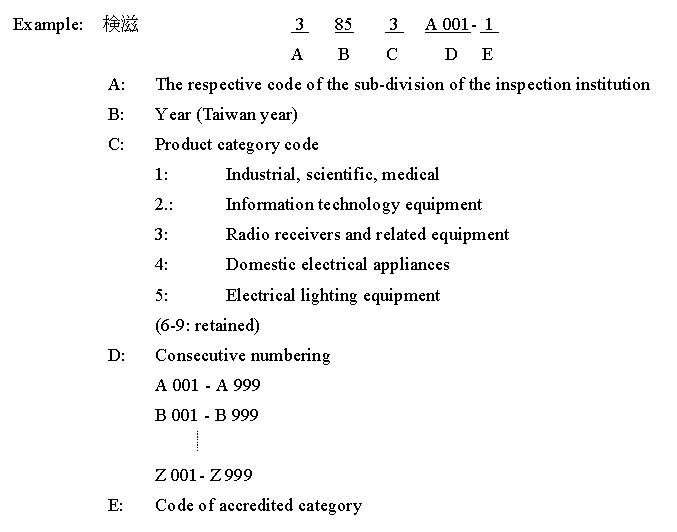 Example: 検滋 3 85 3 A 001 - 1
A B C D E
A: The respective code of the sub-division of the inspection institution
B: Year (Taiwan year)
C: Product category code
1: Industrial, scientific, medical
2.: Information technology equipment
3: Radio receivers and related equipment
4: Domestic electrical appliances
5: Electrical lighting equipment
(6-9: retained)
D: Consecutive numbering
A 001 - A 999
B 001 - B 999
Z 001- Z 999
E: Code of accredited category